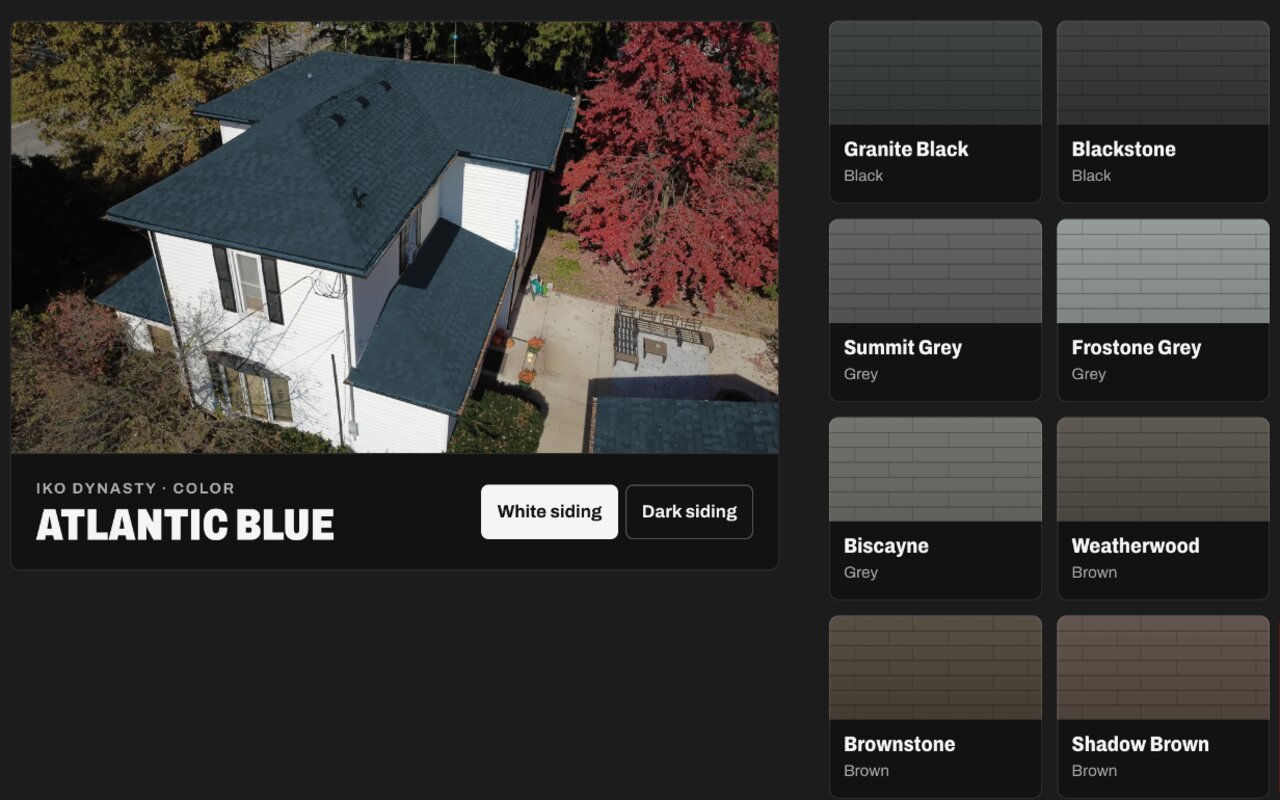 IKO DYNASTY · COLOR
ATLANTIC BLUE
White siding
Dark siding
Granite Black
Black
Blackstone
Black
Summit Grey
Grey
Frostone Grey
Grey
Biscayne
Grey
Weatherwood
Brown
Brownstone
Brown
Shadow Brown
Brown